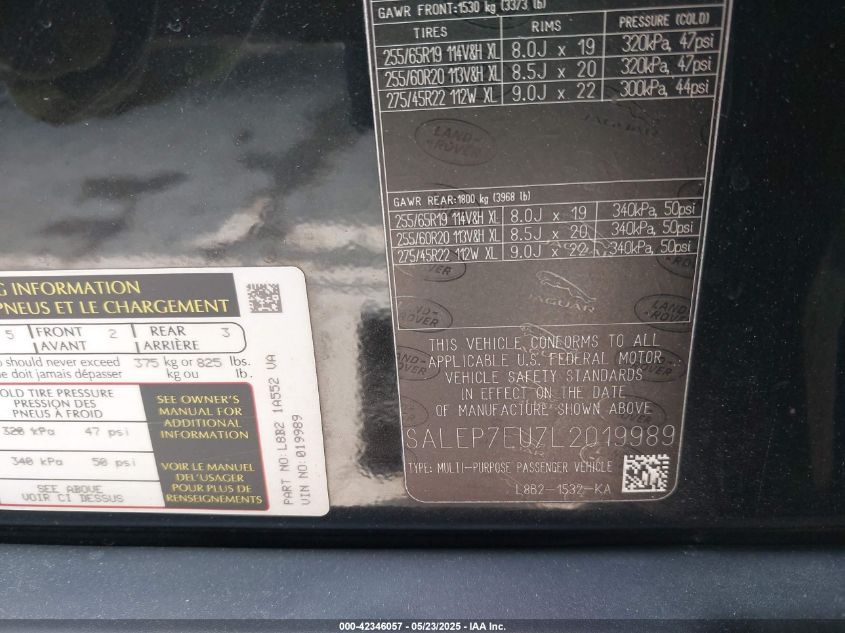 GAWR FRONT:1530 kg (3373 lb)
TIRES RIMS PRESSURE (COLD)
255/65R19 114V&H XL 8.0J x 19 320kPa, 47psi
255/60R20 113V&H XL 8.5J x 20 320kPa, 47psi
275/45R22 112W XL 9.0J x 22 300kPa, 44psi
LAND-ROVER
JAGUAR
GAWR REAR:1800 kg (3968 lb)
255/65R19 114V&H XL 8.0J x 19 340kPa, 50psi
255/60R20 113V&H XL 8.5J x 20 340kPa, 50psi
275/45R22 112W XL 9.0J x 22 340kPa, 50psi
JAGUAR
THIS VEHICLE CONFORMS TO ALL
APPLICABLE U.S. FEDERAL MOTOR
VEHICLE SAFETY STANDARDS
IN EFFECT ON THE DATE
OF MANUFACTURE SHOWN ABOVE
SALEP7EU7L2019989
TYPE: MULTI-PURPOSE PASSENGER VEHICLE
L8B2-1532-KA
G INFORMATION
PNEUS ET LE CHARGEMENT
5 FRONT 2 REAR 3
AVANT ARRIÈRE
should never exceed 375 kg or 825 lbs.
ne doit jamais dépasser kg ou lb.
OLD TIRE PRESSURE
PRESSION DES
PNEUS À FROID
320 kPa 47 psi
340 kPa 50 psi
SEE ABOVE
VOIR CI DESSUS
SEE OWNER'S
MANUAL FOR
ADDITIONAL
INFORMATION
VOIR LE MANUEL
DEL'USAGER
POUR PLUS DE
RENSEIGNEMENTS
PART NO:L8B2 1A552 VA
VIN NO: 019989
000-42346057 - 05/23/2025 - IAA Inc.